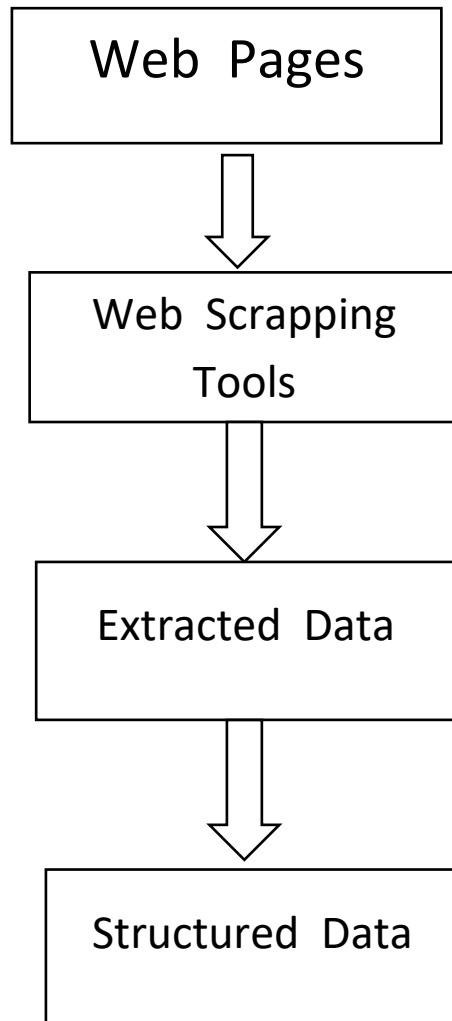 Web Pages
Web Scrapping
Tools
Extracted Data
Structured Data